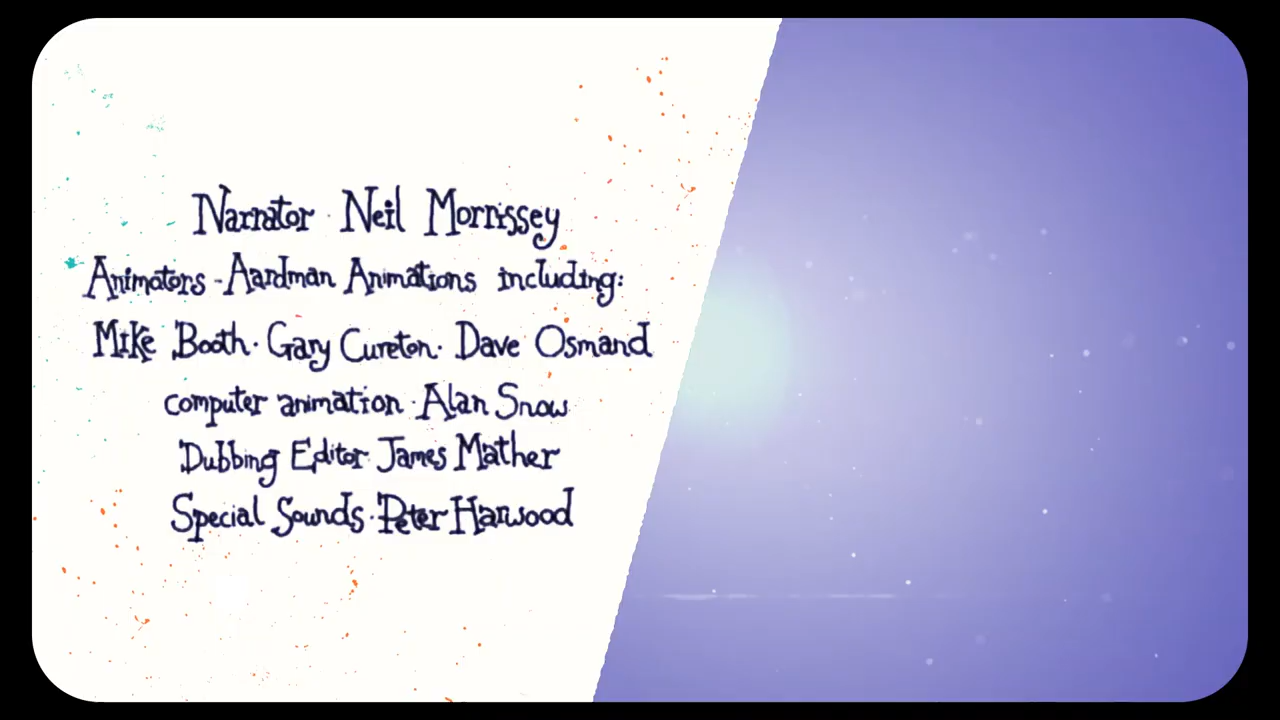 Narrator · Neil Morrissey
Animators - Aardman Animations including:
Mike Booth · Gary Cureton · Dave Osmand
computer animation · Alan Snow
Dubbing Editor James Mather
Special Sounds · Peter Harwood